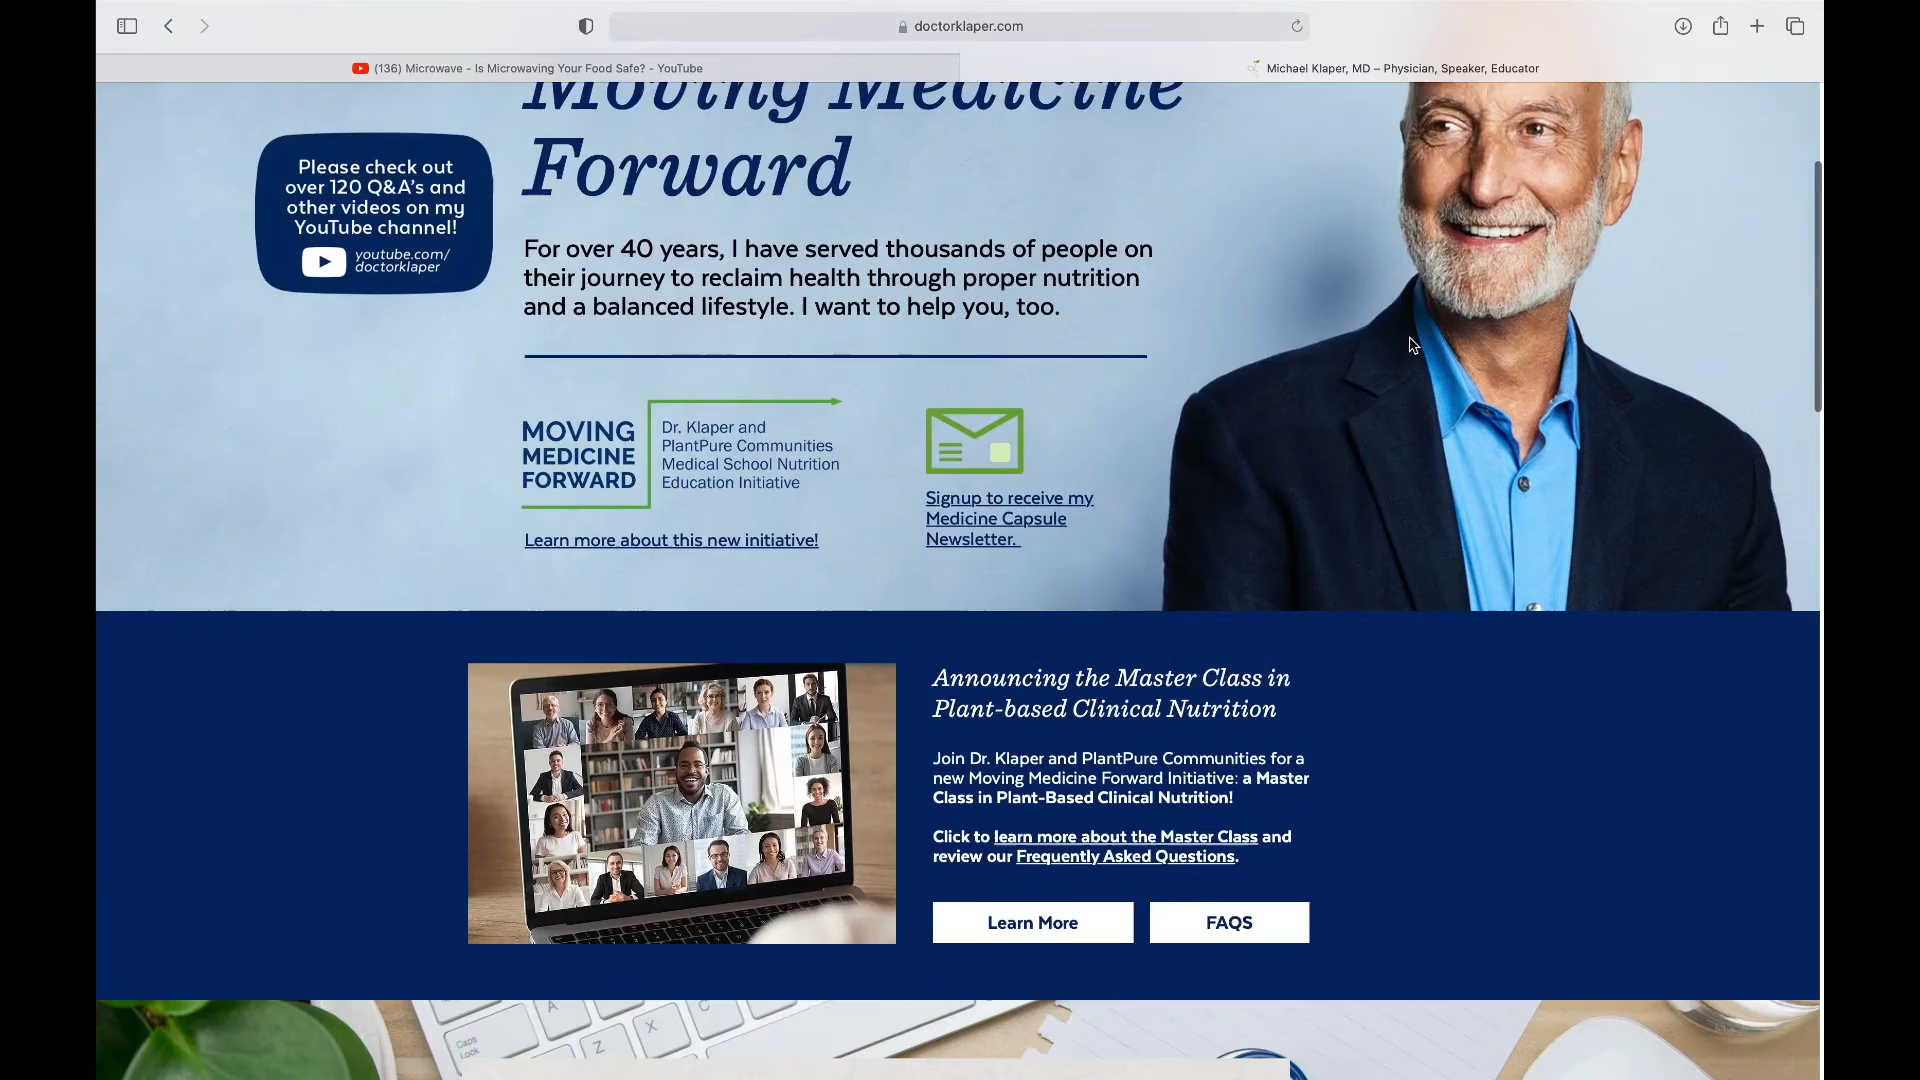 doctorklaper.com
(136) Microwave - Is Microwaving Your Food Safe? - YouTube
Michael Klaper, MD – Physician, Speaker, Educator
Moving Medicine
Forward
Please check out
over 120 Q&A's and
other videos on my
YouTube channel!
youtube.com/
doctorklaper
For over 40 years, I have served thousands of people on
their journey to reclaim health through proper nutrition
and a balanced lifestyle. I want to help you, too.
MOVING
MEDICINE
FORWARD
Dr. Klaper and
PlantPure Communities
Medical School Nutrition
Education Initiative
Learn more about this new initiative!
Signup to receive my
Medicine Capsule
Newsletter.
Announcing the Master Class in
Plant-based Clinical Nutrition
Join Dr. Klaper and PlantPure Communities for a
new Moving Medicine Forward Initiative: a Master
Class in Plant-Based Clinical Nutrition!
Click to learn more about the Master Class and
review our Frequently Asked Questions.
Learn More
FAQS
A
Caps
Lock
Z
X
C